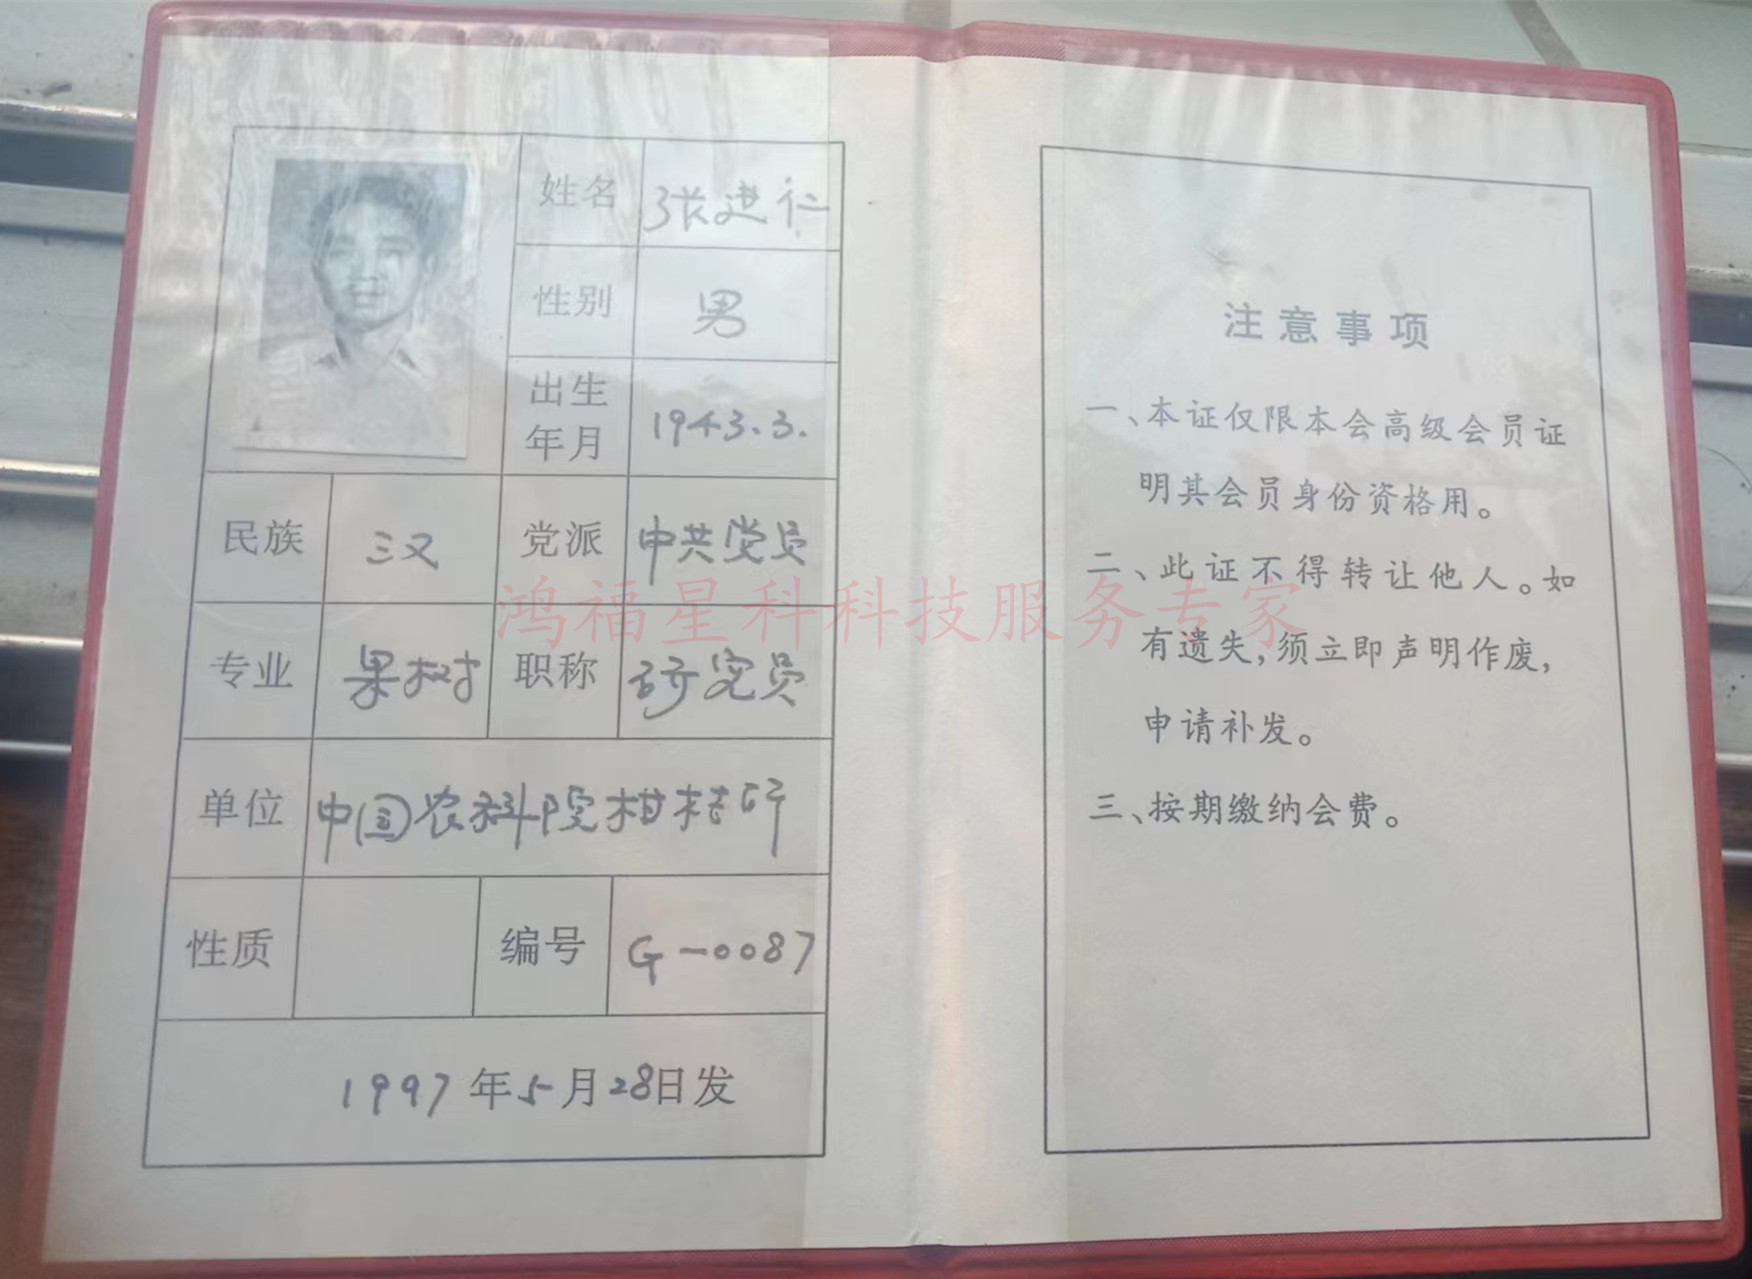 姓名 张进仁
性别 男
出生年月 1943.3.
民族 汉 党派 中共党员
专业 果树 职称 研究员
单位 中国农科院柑桔所
性质 编号 G-0087
1997年5月28日发
注意事项
一、本证仅限本会高级会员证
明其会员身份资格用。
二、此证不得转让他人。如
有遗失,须立即声明作废,
申请补发。
三、按期缴纳会费。
鸿福星科科技服务专家